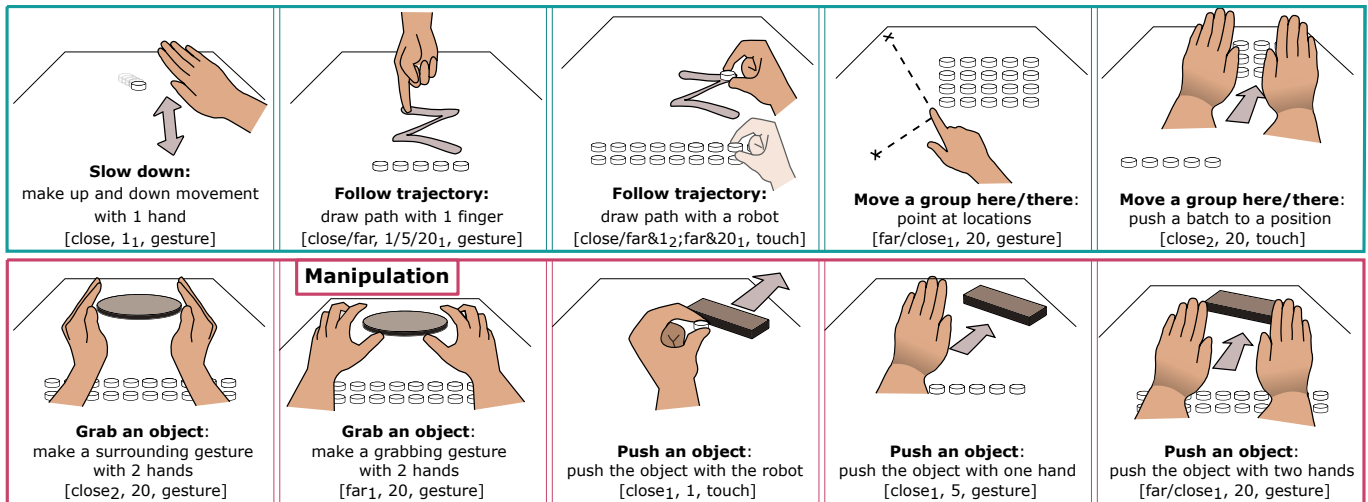 Slow down:
make up and down movement
with 1 hand
[close, 1₁, gesture]
Follow trajectory:
draw path with 1 finger
[close/far, 1/5/20₁, gesture]
Follow trajectory:
draw path with a robot
[close/far&1₂;far&20₁, touch]
Move a group here/there:
point at locations
[far/close₁, 20, gesture]
Move a group here/there:
push a batch to a position
[close₂, 20, touch]
Manipulation
Grab an object:
make a surrounding gesture
with 2 hands
[close₂, 20, gesture]
Grab an object:
make a grabbing gesture
with 2 hands
[far₁, 20, gesture]
Push an object:
push the object with the robot
[close₁, 1, touch]
Push an object:
push the object with one hand
[close₁, 5, gesture]
Push an object:
push the object with two hands
[far/close₁, 20, gesture]